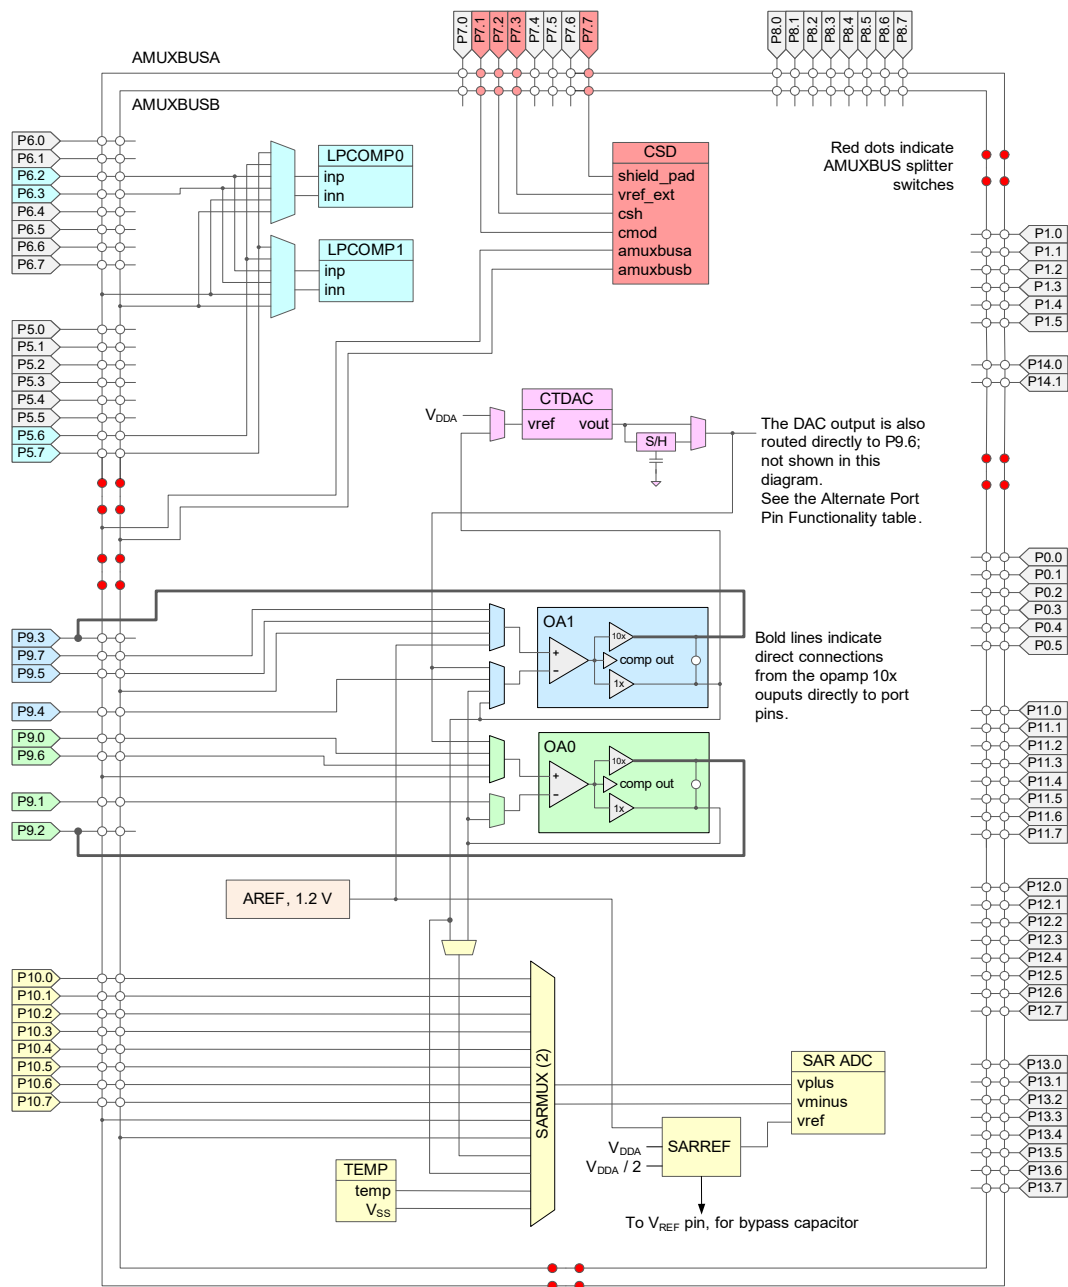 P7.0
P7.1
P7.2
P7.3
P7.4
P7.5
P7.6
P7.7
P8.0
P8.1
P8.2
P8.3
P8.4
P8.5
P8.6
P8.7
AMUXBUSA
AMUXBUSB
P6.0
P6.1
P6.2
P6.3
P6.4
P6.5
P6.6
P6.7
LPCOMP0
inp
inn
LPCOMP1
inp
inn
CSD
shield_pad
vref_ext
csh
cmod
amuxbusa
amuxbusb
Red dots indicate
AMUXBUS splitter
switches
P1.0
P1.1
P1.2
P1.3
P1.4
P1.5
P14.0
P14.1
P5.0
P5.1
P5.2
P5.3
P5.4
P5.5
P5.6
P5.7
VDDA
CTDAC
vref vout
S/H
The DAC output is also
routed directly to P9.6;
not shown in this
diagram.
See the Alternate Port
Pin Functionality table.
P0.0
P0.1
P0.2
P0.3
P0.4
P0.5
P9.3
P9.7
P9.5
P9.4
P9.0
P9.6
P9.1
P9.2
OA1
+
−
10x
comp out
1x
OA0
+
−
10x
comp out
1x
Bold lines indicate
direct connections
from the opamp 10x
ouputs directly to port
pins.
P11.0
P11.1
P11.2
P11.3
P11.4
P11.5
P11.6
P11.7
AREF, 1.2 V
P12.0
P12.1
P12.2
P12.3
P12.4
P12.5
P12.6
P12.7
P10.0
P10.1
P10.2
P10.3
P10.4
P10.5
P10.6
P10.7
SARMUX (2)
SAR ADC
vplus
vminus
vref
SARREF
VDDA
VDDA / 2
TEMP
temp
VSS
To VREF pin, for bypass capacitor
P13.0
P13.1
P13.2
P13.3
P13.4
P13.5
P13.6
P13.7